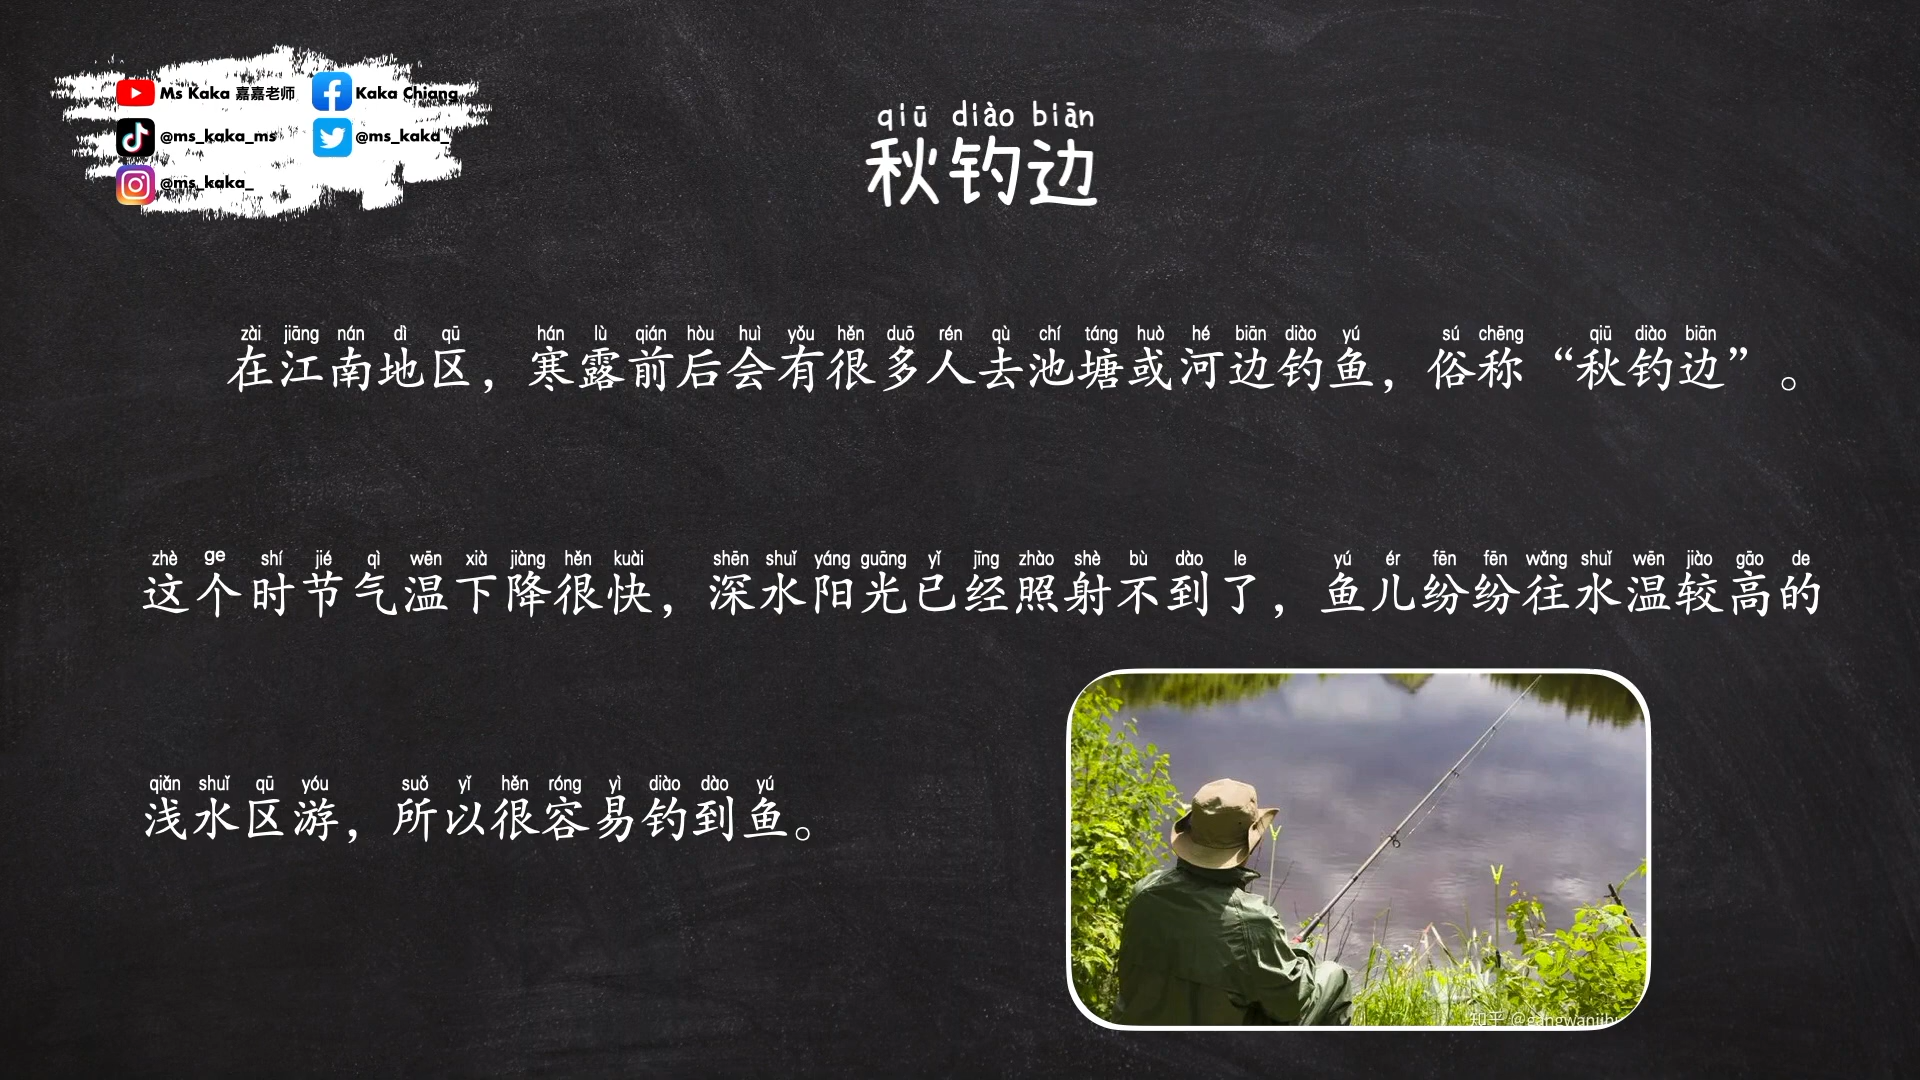 Ms Kaka 嘉嘉老师
Kaka Chiang
@ms_kaka_ms
@ms_kaka_
@ms_kaka_
qiū diào biān
秋钓边
zài jiāng nán dì qū hán lù qián hòu huì yǒu hěn duō rén qù chí táng huò hé biān diào yú sú chēng qiū diào biān
在江南地区，寒露前后会有很多人去池塘或河边钓鱼，俗称“秋钓边”。
zhè ge shí jié qì wēn xià jiàng hěn kuài shēn shuǐ yáng guāng yǐ jīng zhào shè bù dào le yú ér fēn fēn wǎng shuǐ wēn jiào gāo de
这个时节气温下降很快，深水阳光已经照射不到了，鱼儿纷纷往水温较高的
qiǎn shuǐ qū yóu suǒ yǐ hěn róng yì diào dào yú
浅水区游，所以很容易钓到鱼。
知乎